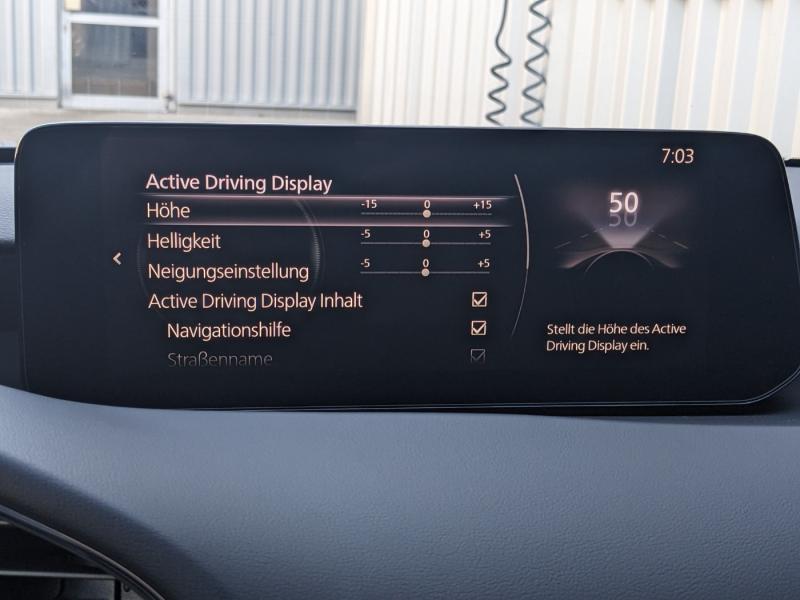 7:03
Active Driving Display
Höhe -15 0 +15
Helligkeit -5 0 +5
Neigungseinstellung -5 0 +5
Active Driving Display Inhalt
Navigationshilfe
Straßenname
50
50
Stellt die Höhe des Active
Driving Display ein.